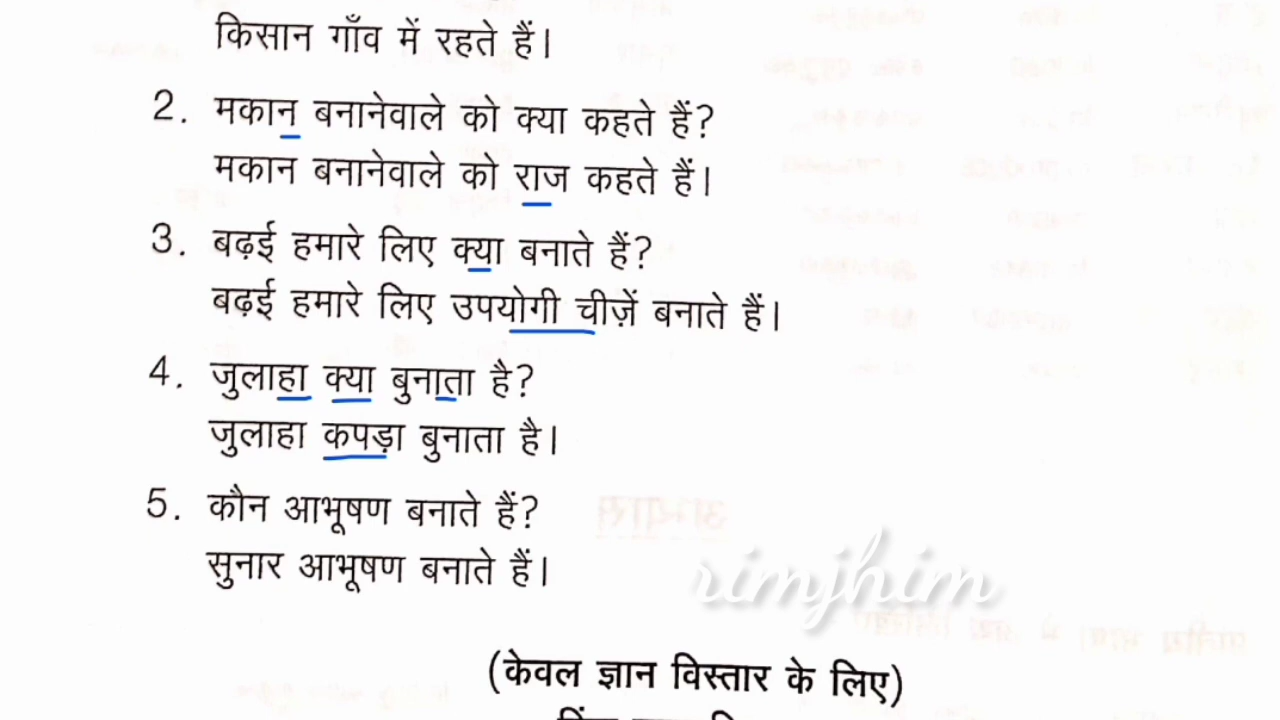 किसान गाँव में रहते हैं।
2. मकान बनानेवाले को क्या कहते हैं?
मकान बनानेवाले को राज कहते हैं।
3. बढ़ई हमारे लिए क्या बनाते हैं?
बढ़ई हमारे लिए उपयोगी चीज़ें बनाते हैं।
4. जुलाहा क्या बुनाता है?
जुलाहा कपड़ा बुनाता है।
5. कौन आभूषण बनाते हैं?
सुनार आभूषण बनाते हैं।
rimjhim
(केवल ज्ञान विस्तार के लिए)